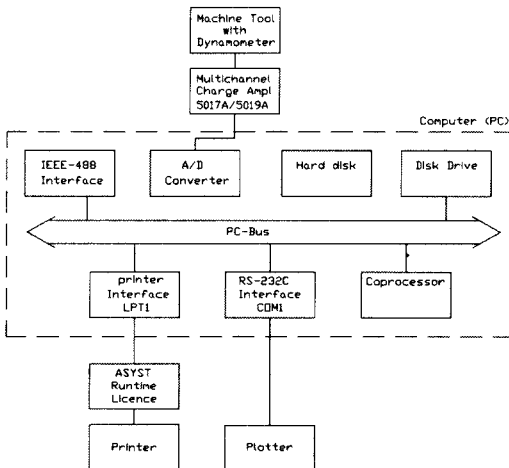 Machine Tool
with
Dynamometer
Multichannel
Charge Ampl
5017A/5019A
Computer (PC)
IEEE-488
Interface
A/D
Converter
Hard disk
Disk Drive
PC-Bus
printer
Interface
LPT1
RS-232C
Interface
COM1
Coprocessor
ASYST
Runtime
Licence
Printer
Plotter